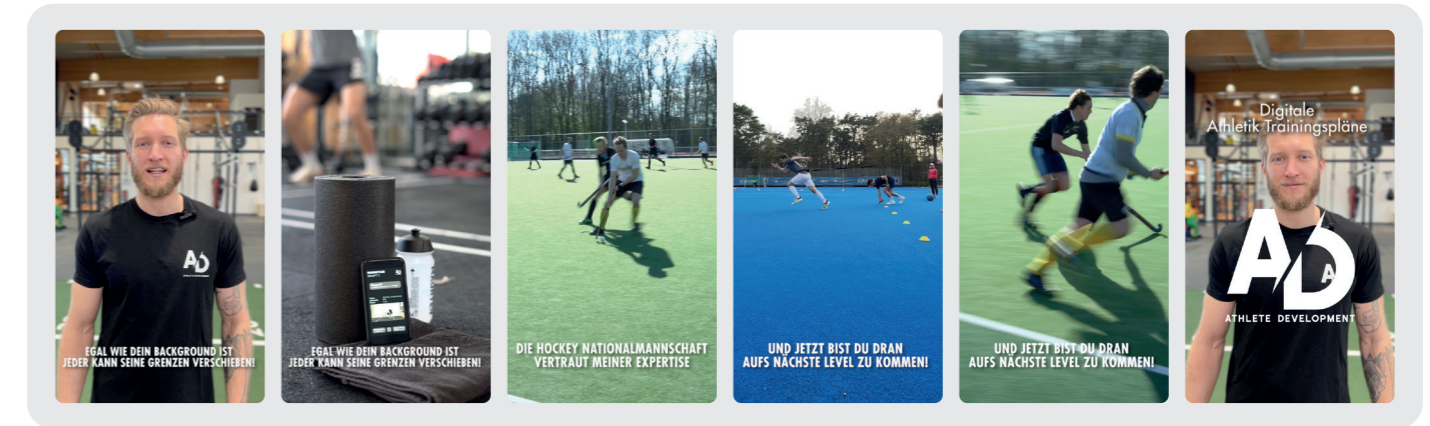 EGAL WIE DEIN BACKGROUND IST
JEDER KANN SEINE GRENZEN VERSCHIEBEN!
AD
EGAL WIE DEIN BACKGROUND IST
JEDER KANN SEINE GRENZEN VERSCHIEBEN!
DIE HOCKEY NATIONALMANNSCHAFT
VERTRAUT MEINER EXPERTISE
UND JETZT BIST DU DRAN
AUFS NÄCHSTE LEVEL ZU KOMMEN!
UND JETZT BIST DU DRAN
AUFS NÄCHSTE LEVEL ZU KOMMEN!
Digitale
Athletik Trainingspläne
AD
ATHLETE DEVELOPMENT